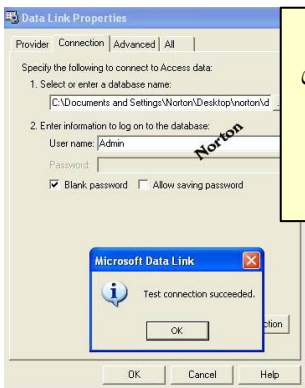 Data Link Properties
Provider Connection Advanced All
Specify the following to connect to Access data:
1. Select or enter a database name:
C:\Documents and Settings\Norton\Desktop\norton\d
2. Enter information to log on to the database:
User name: Admin
Norton
Password:
Blank password Allow saving password
Microsoft Data Link
Test connection succeeded.
OK
ction
OK Cancel Help